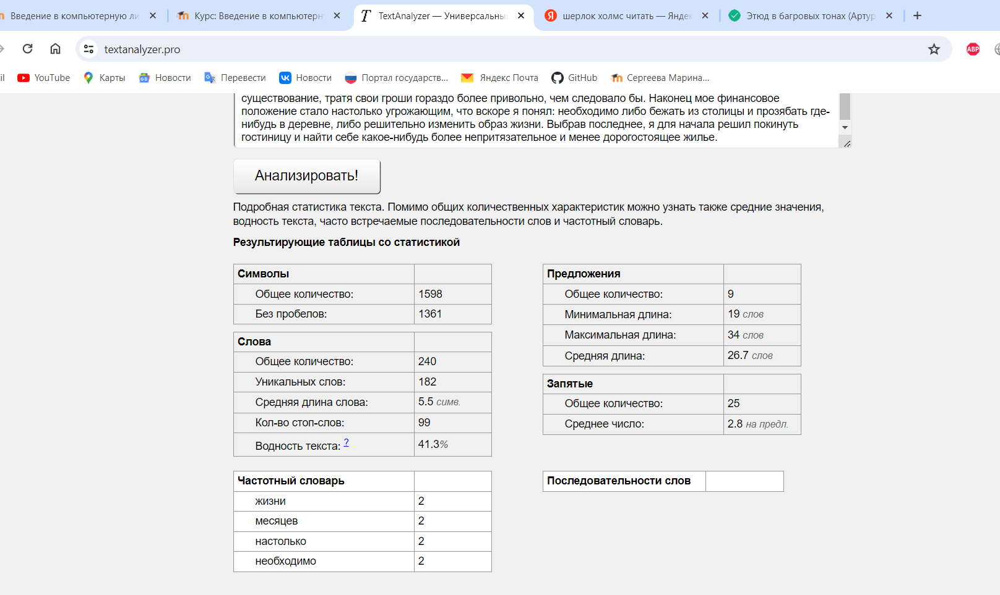 Введение в компьютерную ли
Курс: Введение в компьютерн
TextAnalyzer — Универсальны
шерлок холмс читать — Яндек
Этюд в багровых тонах (Артур
textanalyzer.pro
ABP
il
YouTube
Карты
Новости
Перевести
Новости
Портал государств...
Яндекс Почта
GitHub
Сергеева Марина...
существование, тратя свои гроши гораздо более привольно, чем следовало бы. Наконец мое финансовое
положение стало настолько угрожающим, что вскоре я понял: необходимо либо бежать из столицы и прозябать где-
нибудь в деревне, либо решительно изменить образ жизни. Выбрав последнее, я для начала решил покинуть
гостиницу и найти себе какое-нибудь более непритязательное и менее дорогостоящее жилье.
Анализировать!
Подробная статистика текста. Помимо общих количественных характеристик можно узнать также средние значения,
водность текста, часто встречаемые последовательности слов и частотный словарь.
Результирующие таблицы со статистикой
Символы
Общее количество: 1598
Без пробелов: 1361
Слова
Общее количество: 240
Уникальных слов: 182
Средняя длина слова: 5.5 симв.
Кол-во стоп-слов: 99
Водность текста: ? 41.3%
Частотный словарь
жизни 2
месяцев 2
настолько 2
необходимо 2
Предложения
Общее количество: 9
Минимальная длина: 19 слов
Максимальная длина: 34 слов
Средняя длина: 26.7 слов
Запятые
Общее количество: 25
Среднее число: 2.8 на предл.
Последовательности слов